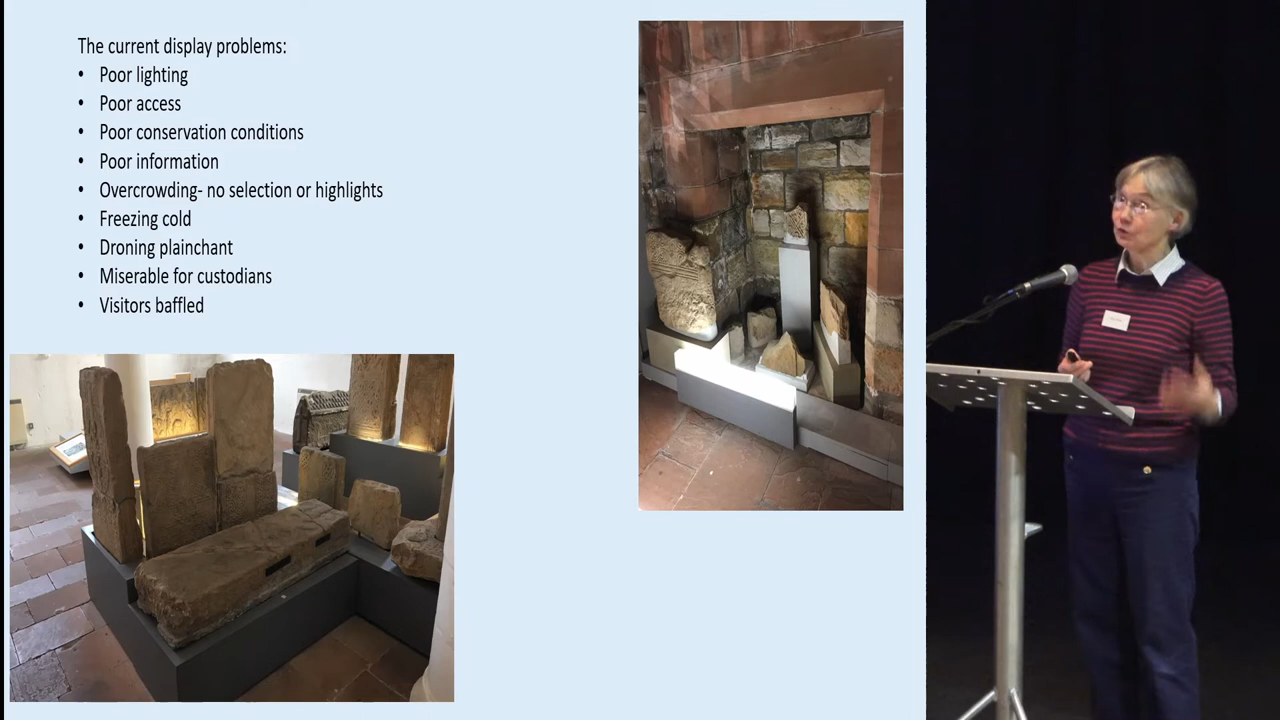 The current display problems:
• Poor lighting
• Poor access
• Poor conservation conditions
• Poor information
• Overcrowding- no selection or highlights
• Freezing cold
• Droning plainchant
• Miserable for custodians
• Visitors baffled